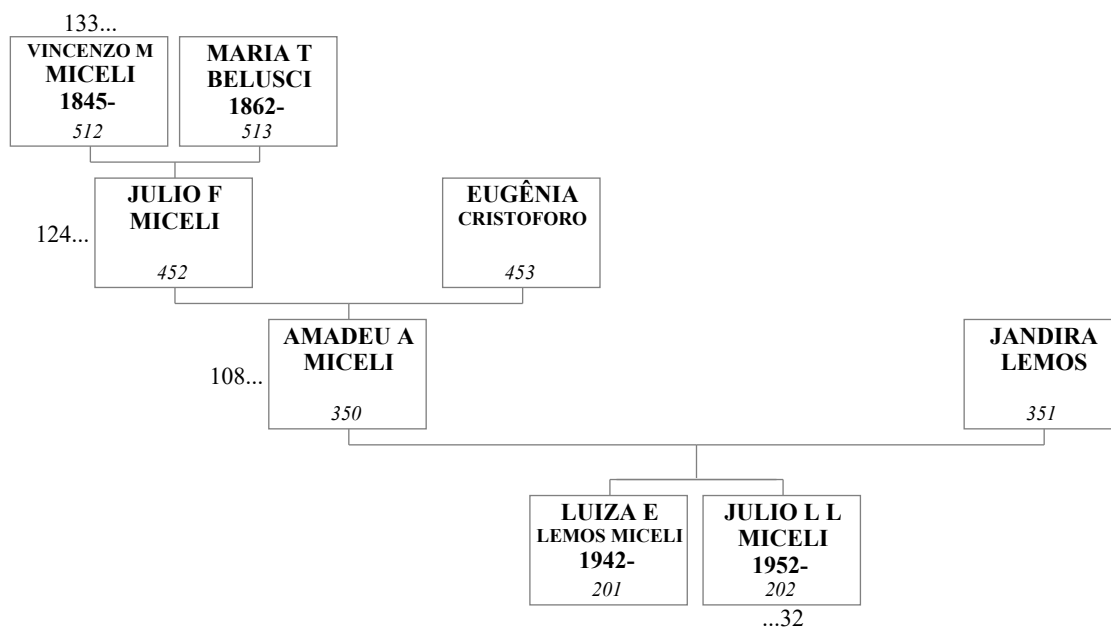 133...
VINCENZO M
MICELI
1845-
512
MARIA T
BELUSCI
1862-
513
124...
JULIO F
MICELI
452
EUGÊNIA
CRISTOFORO
453
108...
AMADEU A
MICELI
350
JANDIRA
LEMOS
351
LUIZA E
LEMOS MICELI
1942-
201
JULIO L L
MICELI
1952-
202
...32